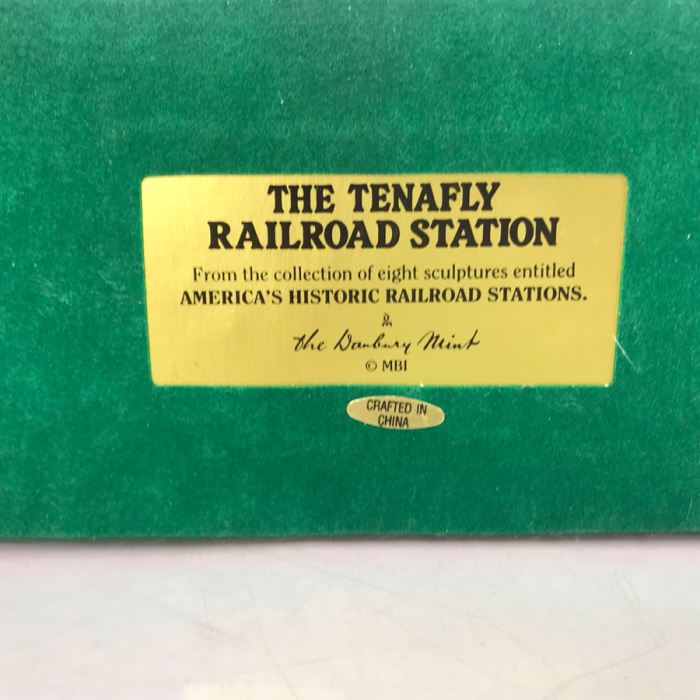 THE TENAFLY
RAILROAD STATION
From the collection of eight sculptures entitled
AMERICA'S HISTORIC RAILROAD STATIONS.
the Danbury Mint
© MBI
CRAFTED IN
CHINA